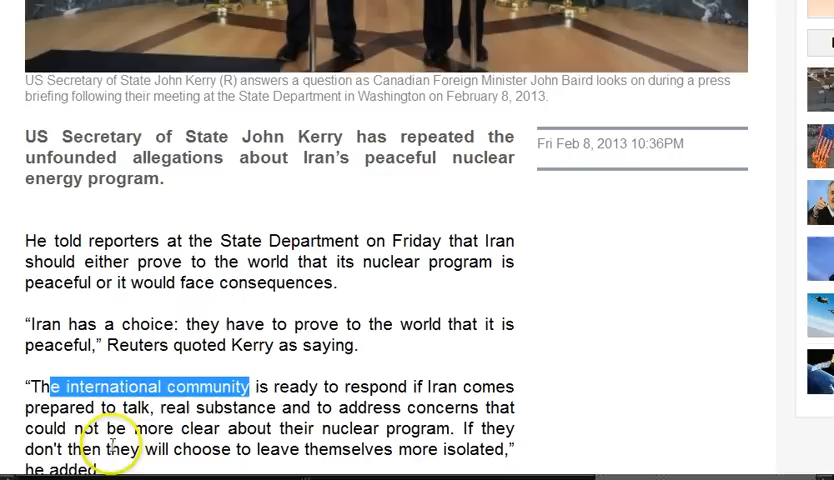 US Secretary of State John Kerry (R) answers a question as Canadian Foreign Minister John Baird looks on during a press
briefing following their meeting at the State Department in Washington on February 8, 2013.
US Secretary of State John Kerry has repeated the
unfounded allegations about Iran’s peaceful nuclear
energy program.
Fri Feb 8, 2013 10:36PM
He told reporters at the State Department on Friday that Iran
should either prove to the world that its nuclear program is
peaceful or it would face consequences.
“Iran has a choice: they have to prove to the world that it is
peaceful,” Reuters quoted Kerry as saying.
“The international community is ready to respond if Iran comes
prepared to talk, real substance and to address concerns that
could not be more clear about their nuclear program. If they
don't then they will choose to leave themselves more isolated,”
he added.